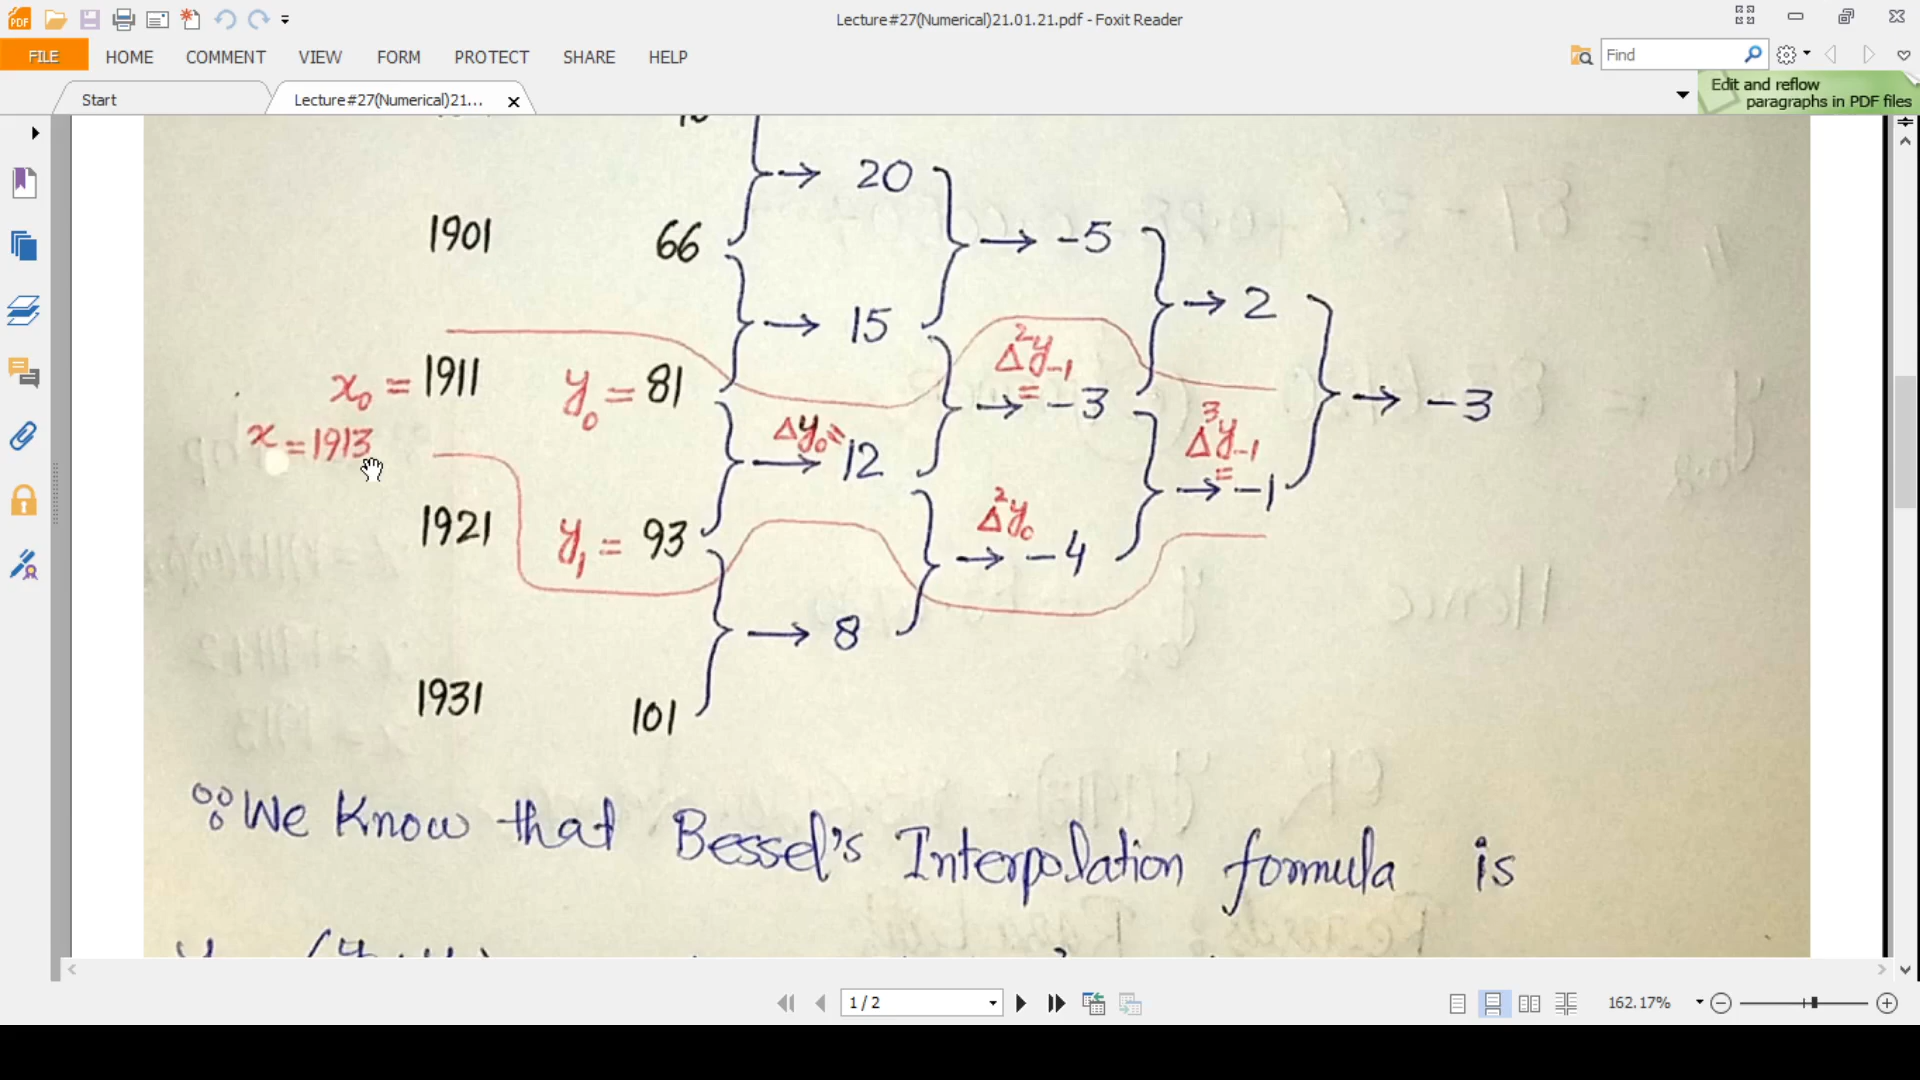 Lecture#27(Numerical)21.01.21.pdf - Foxit Reader
FILE HOME COMMENT VIEW FORM PROTECT SHARE HELP
Find
Start Lecture#27(Numerical)21...
Edit and reflow
paragraphs in PDF files
→ 20
1901 66 → -5
→ 2
→ 15
x₀ = 1911 y₀ = 81 Δ²y₋₁ = → -3 → -3
x = 1913 Δy₀ = → 12 Δ³y₋₁ = → -1
1921 y₁ = 93 Δ²y₀ → -4
→ 8
1931 101
∵ We Know that Bessel's Interpolation formula is
1 / 2 162.17%